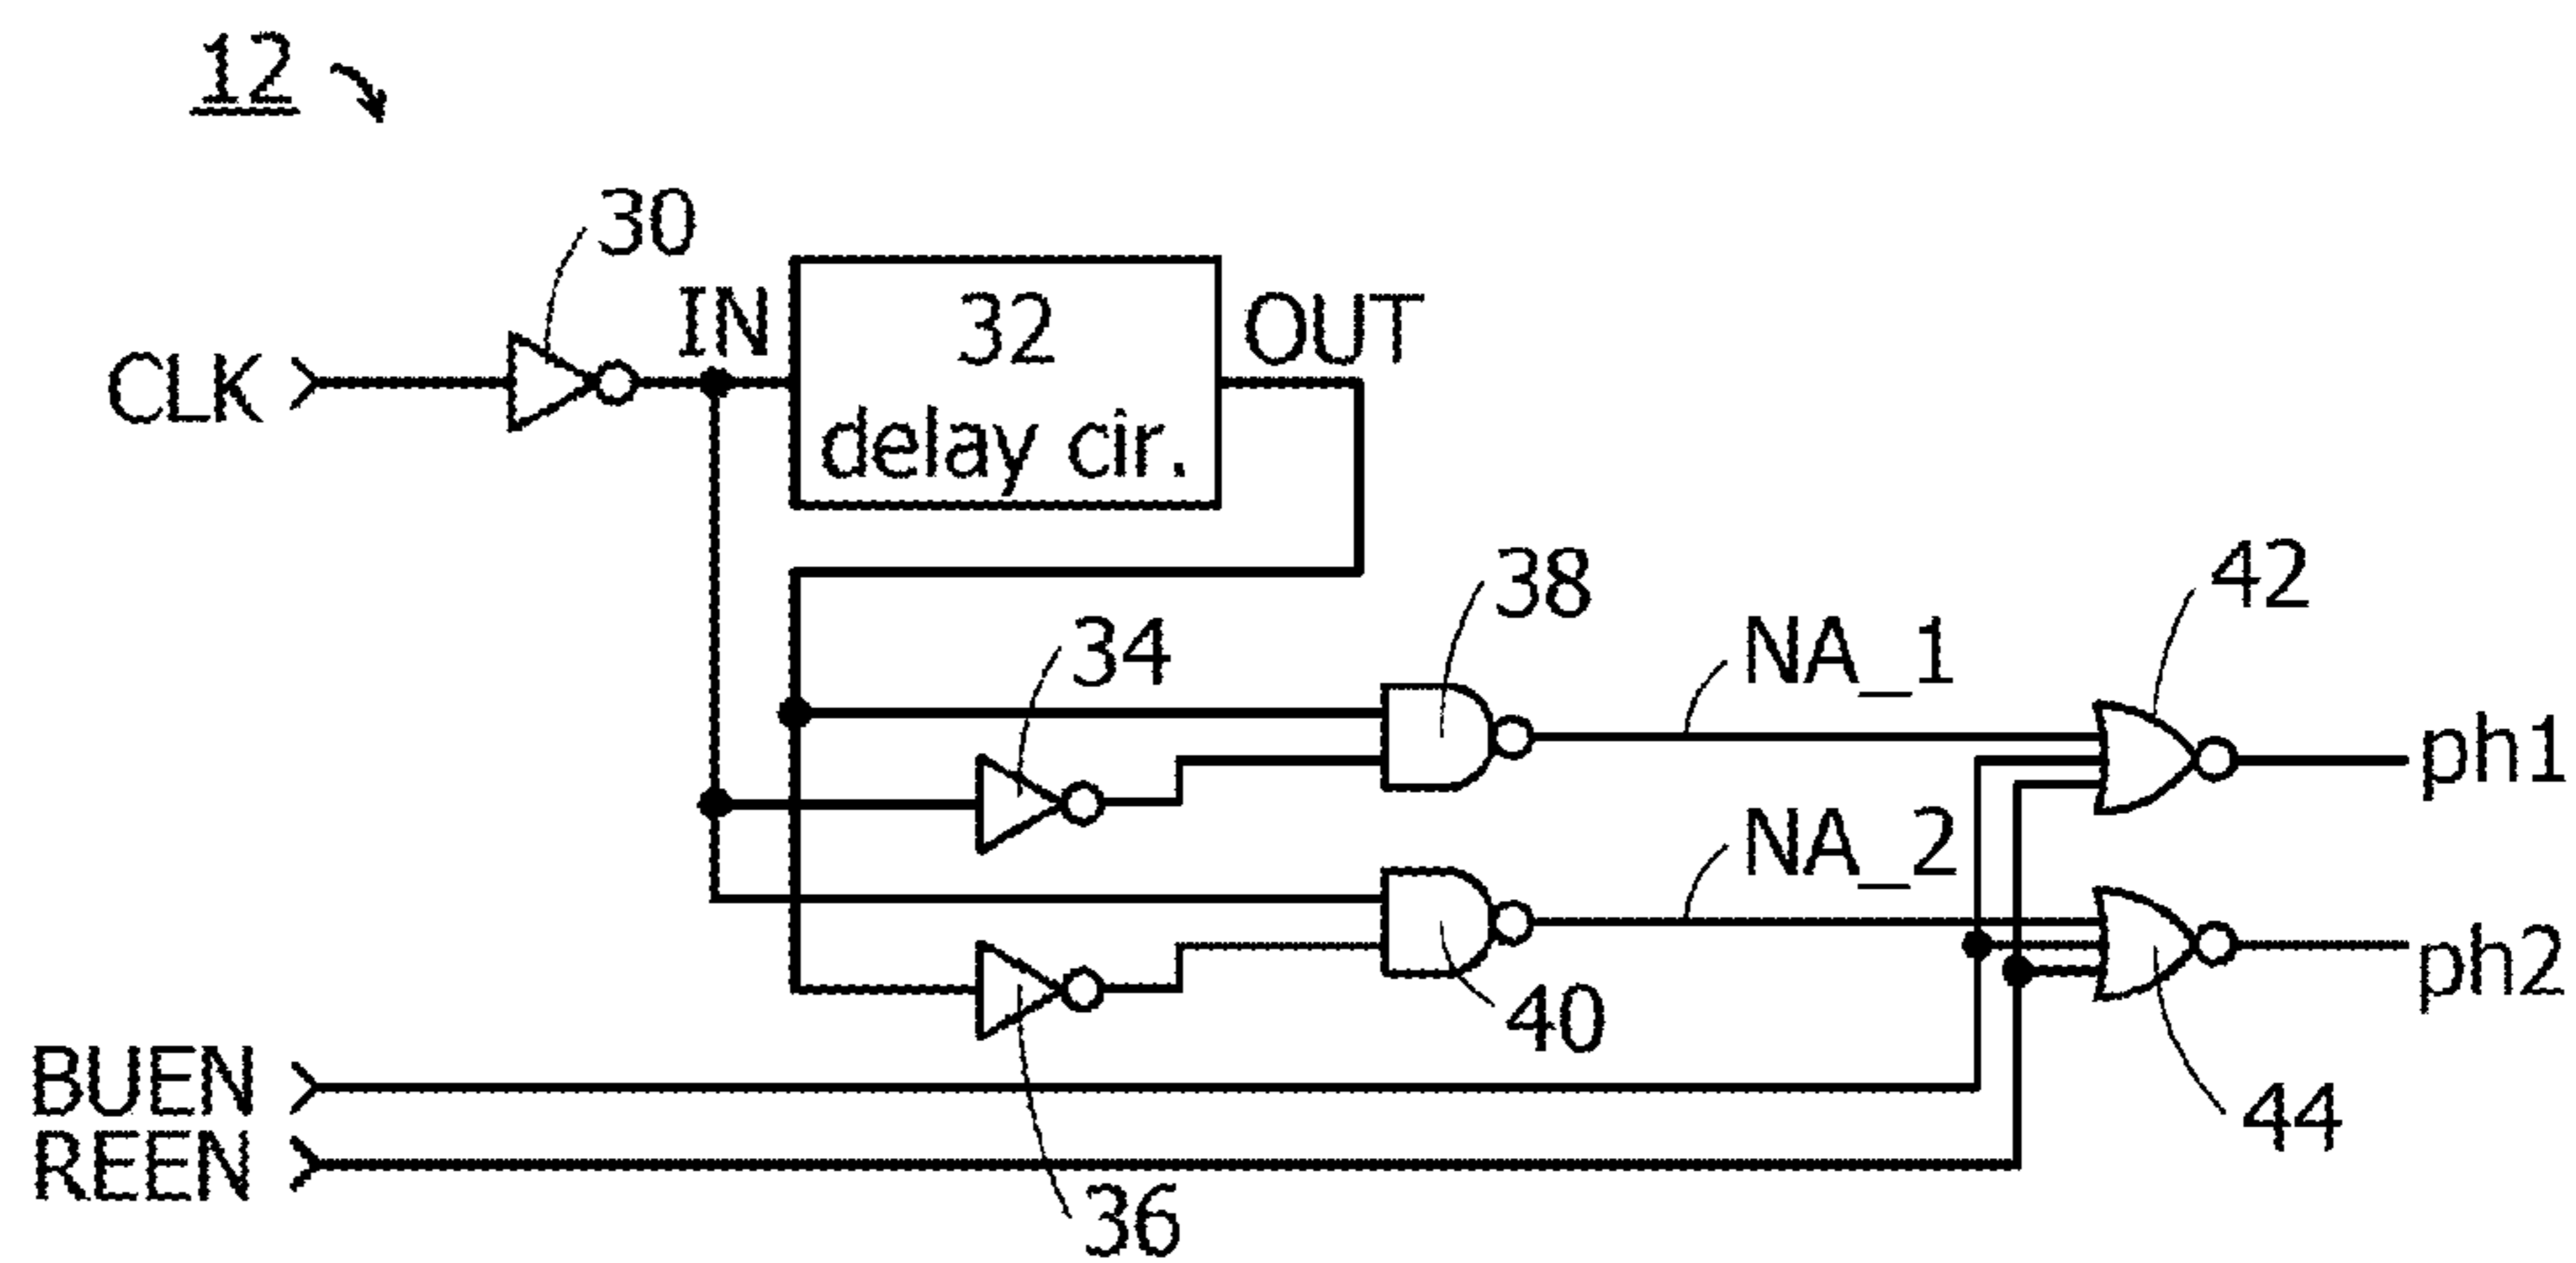 12
30
IN
32
OUT
CLK
delay cir.
38
42
34
NA_1
ph1
NA_2
ph2
40
BUEN
44
REEN
36